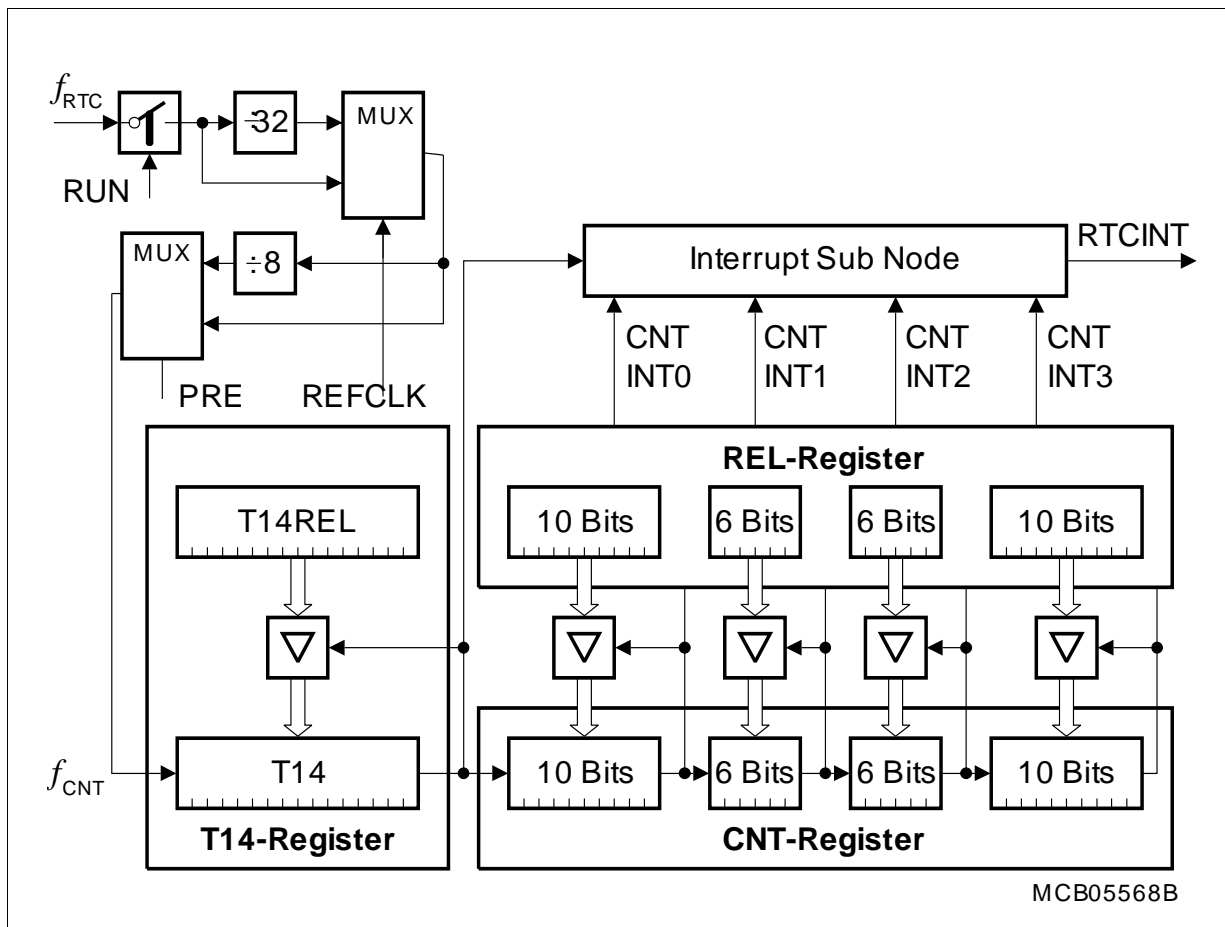 fRTC
÷32
MUX
RUN
MUX
÷8
PRE
REFCLK
Interrupt Sub Node
RTCINT
CNT INT0
CNT INT1
CNT INT2
CNT INT3
REL-Register
T14REL
10 Bits
6 Bits
6 Bits
10 Bits
fCNT
T14
10 Bits
6 Bits
6 Bits
10 Bits
T14-Register
CNT-Register
MCB05568B